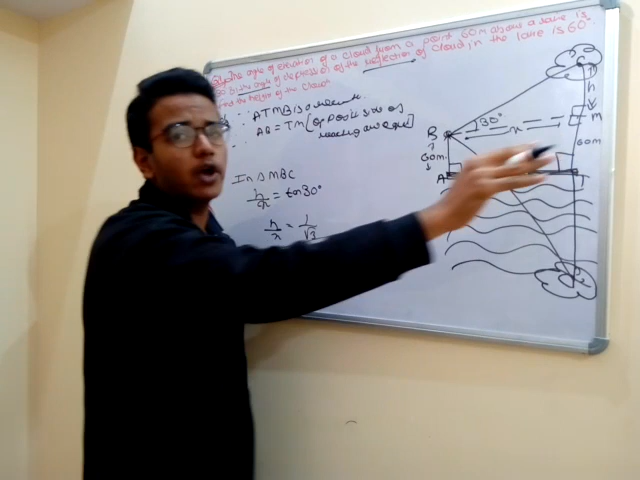 angle of elevation of a cloud from a point 60m above a lake is
30° & the angle of depression of the reflection of cloud in the lake is 60°.
Find the height of the cloud
∵ ATMB is a rectangle
∴ AB = TM [opposite sides of
rectangle are equal]
In Δ MBC
h/x = tan30°
h/x = 1/√3
h
B
30°
x
M
60m
60m
A
T